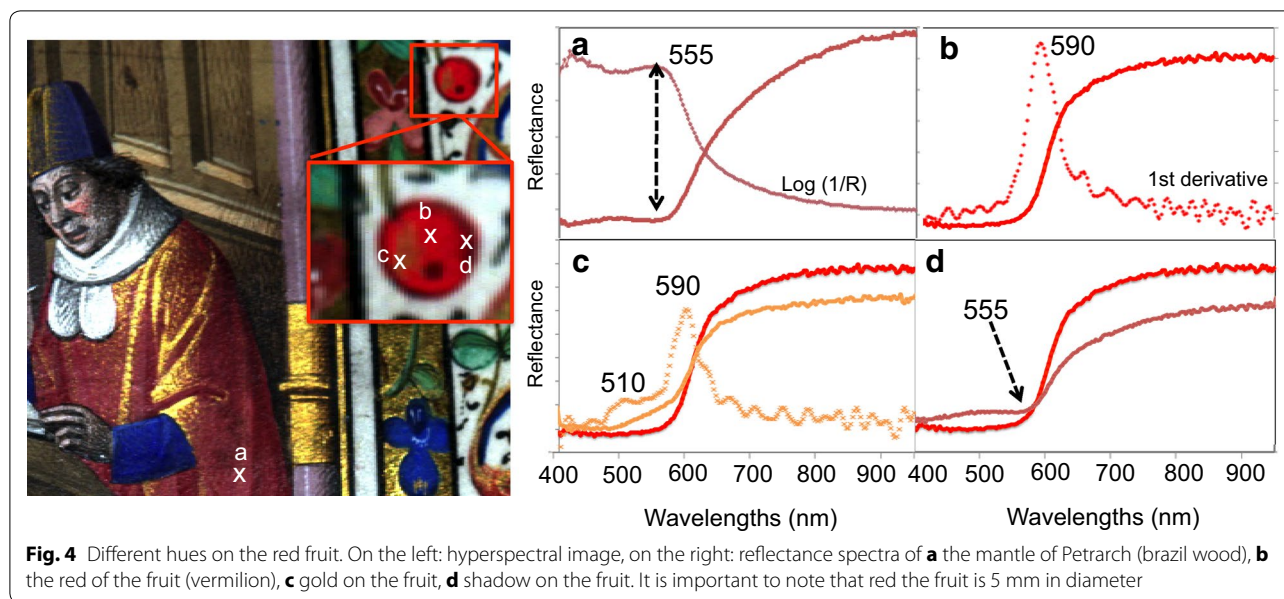 a
b
c
d
a
555
Reflectance
Log (1/R)
b
590
1st derivative
c
590
510
Reflectance
400 500 600 700 800 900
Wavelengths (nm)
d
555
400 500 600 700 800 900
Wavelengths (nm)
Fig. 4 Different hues on the red fruit. On the left: hyperspectral image, on the right: reflectance spectra of a the mantle of Petrarch (brazil wood), b
the red of the fruit (vermilion), c gold on the fruit, d shadow on the fruit. It is important to note that red the fruit is 5 mm in diameter